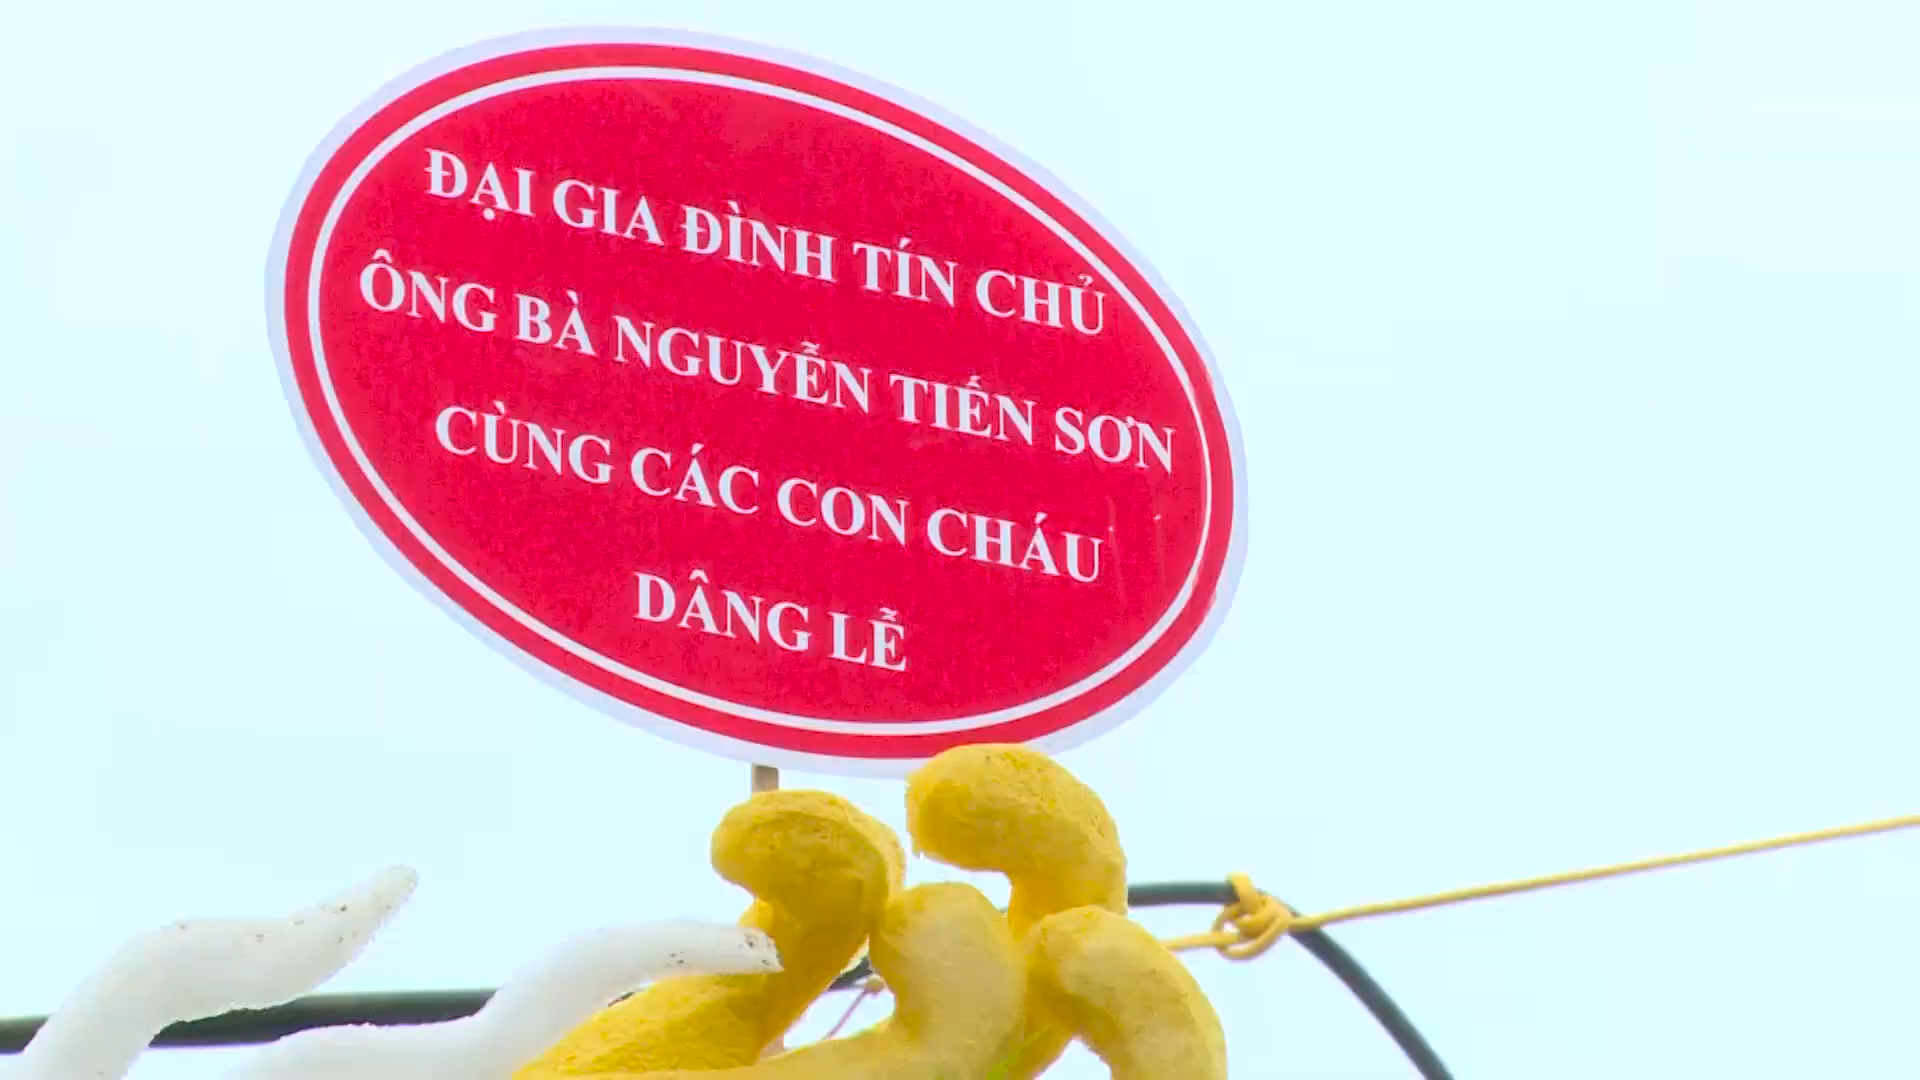 ĐẠI GIA ĐÌNH TÍN CHỦ
ÔNG BÀ NGUYỄN TIẾN SƠN
CÙNG CÁC CON CHÁU
DÂNG LỄ